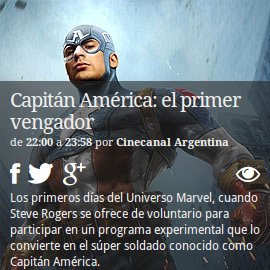 Capitán América: el primer
vengador
de 22:00 a 23:58 por Cinecanal Argentina
f g+
Los primeros días del Universo Marvel, cuando
Steve Rogers se ofrece de voluntario para
participar en un programa experimental que lo
convierte en el súper soldado conocido como
Capitán América.